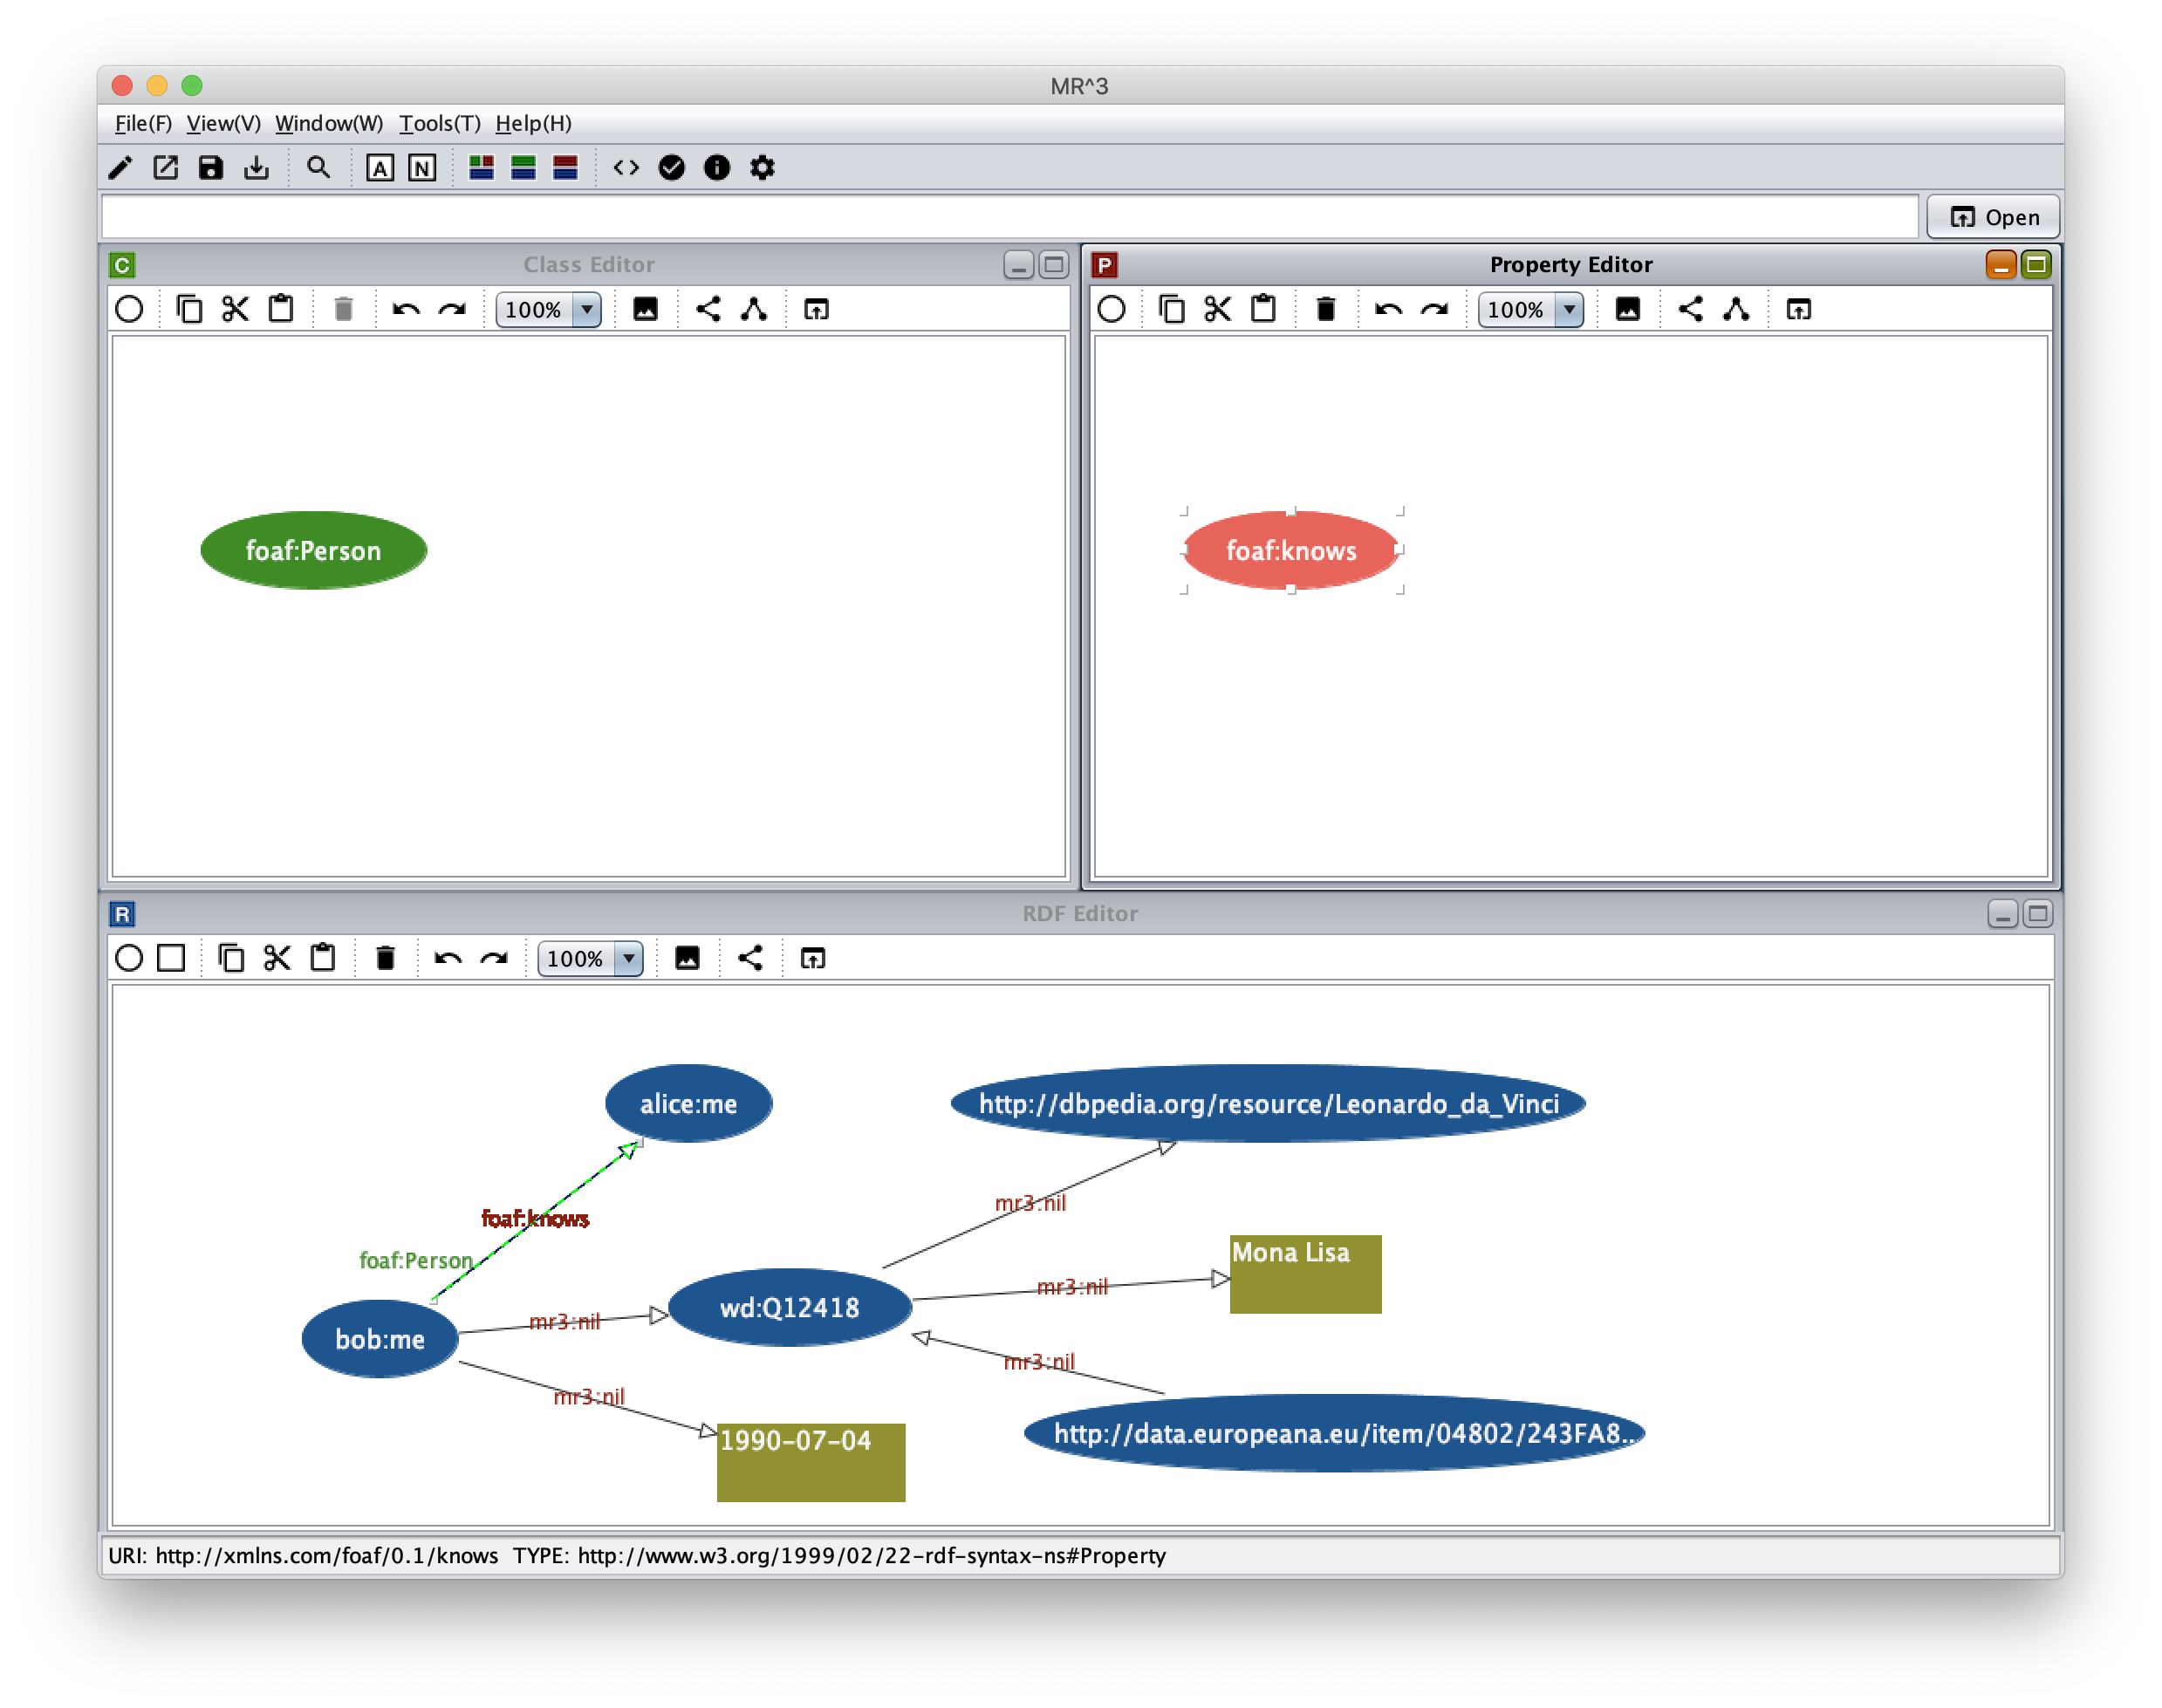 MR^3
File(F) View(V) Window(W) Tools(T) Help(H)
A N
Open
C Class Editor
P Property Editor
100%
100%
foaf:Person
foaf:knows
R RDF Editor
100%
alice:me
http://dbpedia.org/resource/Leonardo_da_Vinci
mr3:nil
foaf:knows
Mona Lisa
foaf:Person
mr3:nil
wd:Q12418
mr3:nil
bob:me
mr3:nil
mr3:nil
1990-07-04
http://data.europeana.eu/item/04802/243FA8...
URI: http://xmlns.com/foaf/0.1/knows TYPE: http://www.w3.org/1999/02/22-rdf-syntax-ns#Property